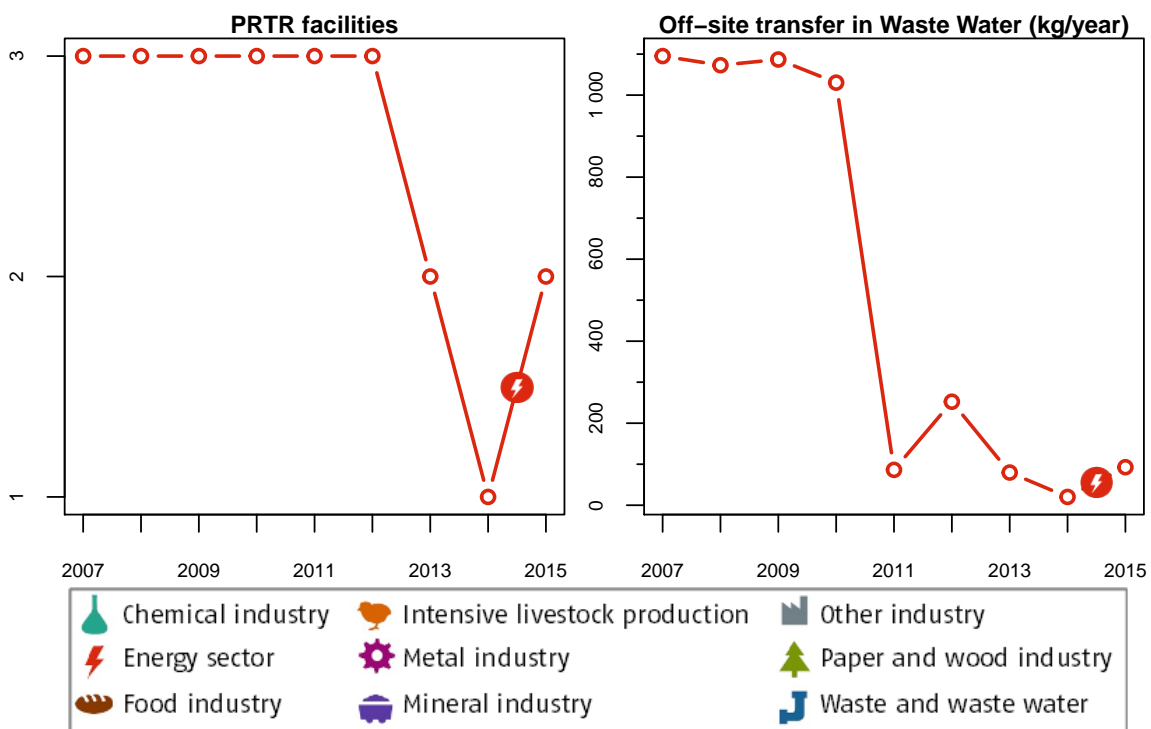 PRTR facilities
Off−site transfer in Waste Water (kg/year)
3
2
1
1 000
800
600
400
200
0
2007 2009 2011 2013 2015
2007 2009 2011 2013 2015
Chemical industry Intensive livestock production Other industry
Energy sector Metal industry Paper and wood industry
Food industry Mineral industry Waste and waste water